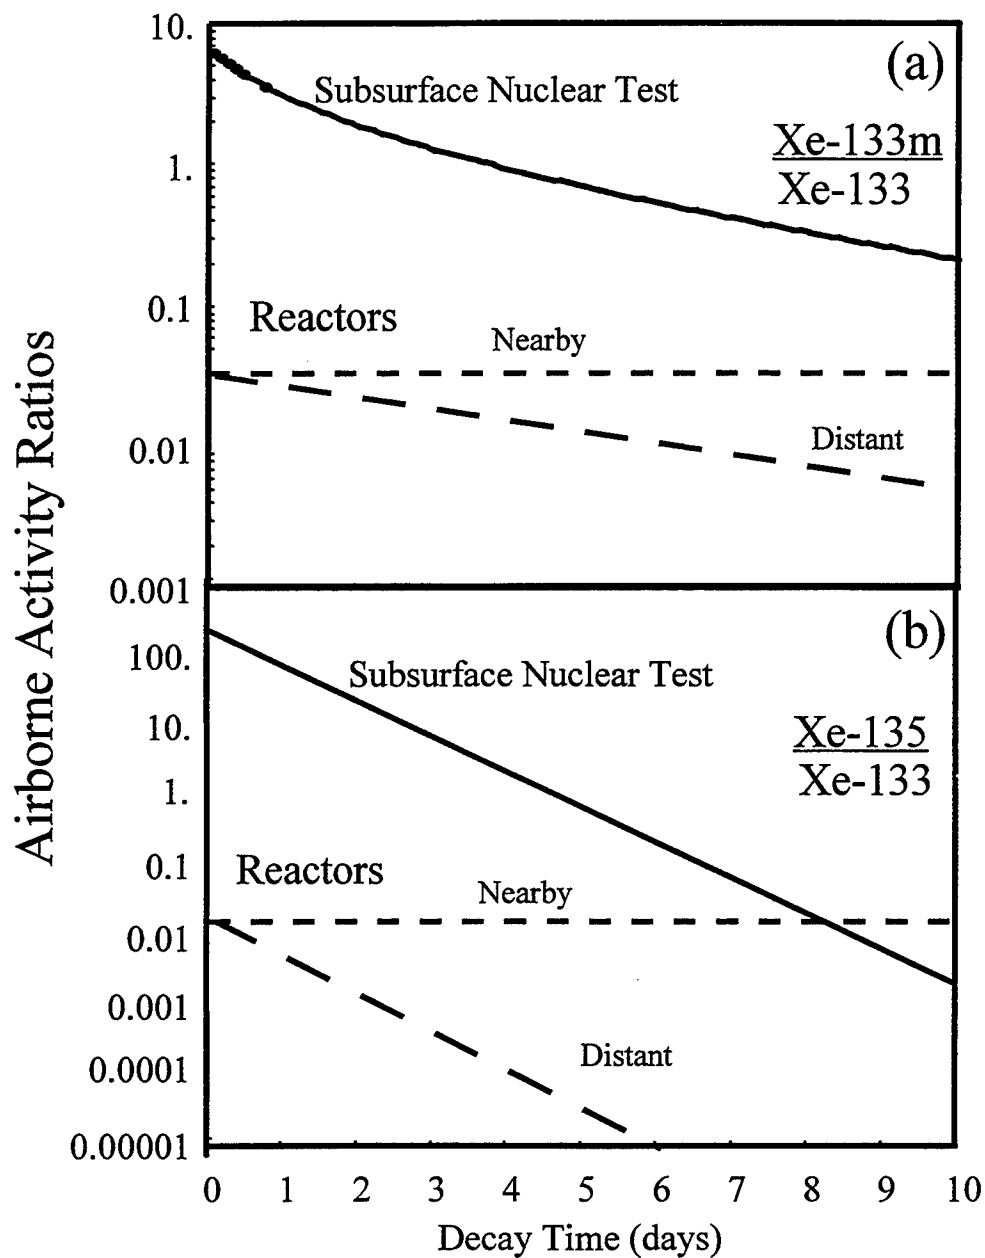 Airborne Activity Ratios
10.
1.
0.1
0.01
0.001
(a)
Subsurface Nuclear Test
Xe-133m
Xe-133
Reactors
Nearby
Distant
100.
10.
1.
0.1
0.01
0.001
0.0001
0.00001
(b)
Subsurface Nuclear Test
Xe-135
Xe-133
Reactors
Nearby
Distant
0 1 2 3 4 5 6 7 8 9 10
Decay Time (days)